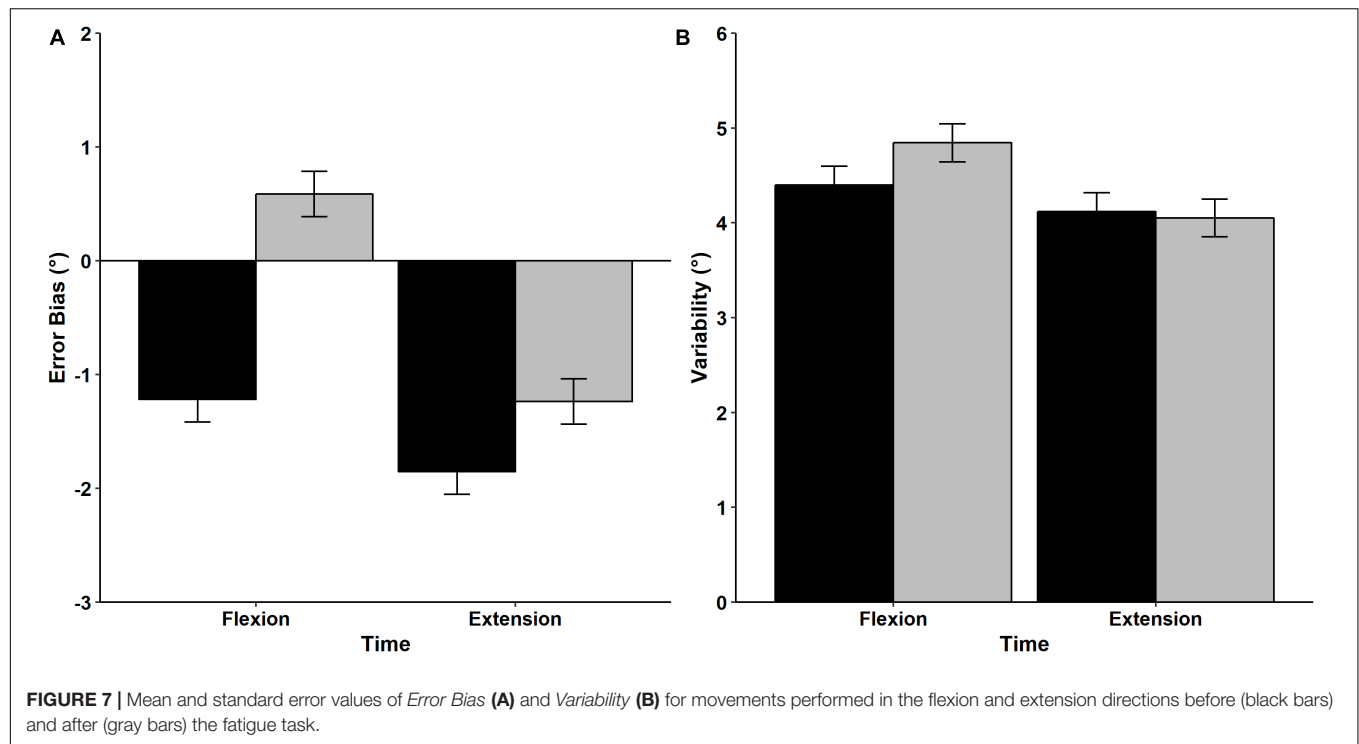 A
2
1
0
-1
-2
-3
Error Bias (°)
Flexion Extension
Time
B
6
5
4
3
2
1
0
Variability (°)
Flexion Extension
Time
FIGURE 7 | Mean and standard error values of Error Bias (A) and Variability (B) for movements performed in the flexion and extension directions before (black bars)
and after (gray bars) the fatigue task.